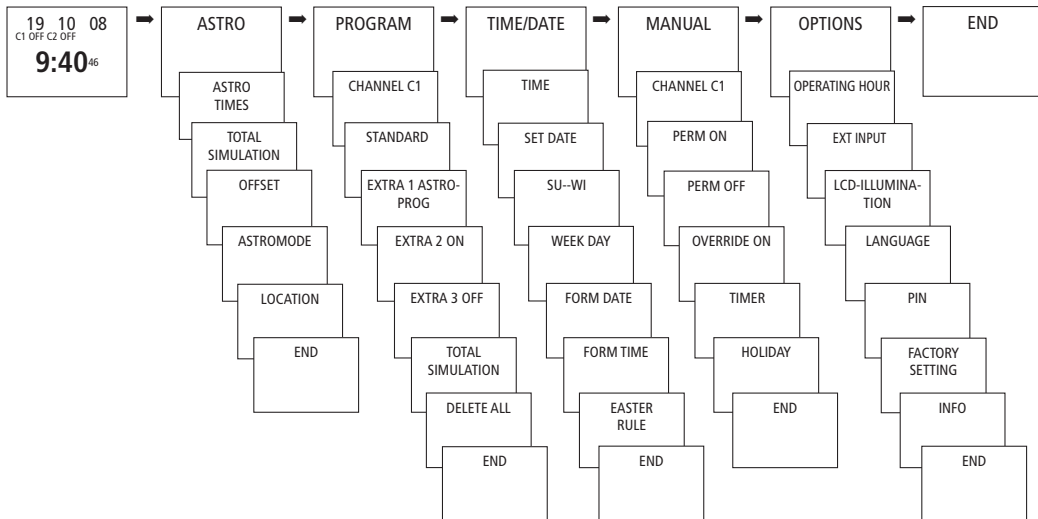 19 10 08
C1 OFF C2 OFF
9:40 46
ASTRO
ASTRO
TIMES
TOTAL
SIMULATION
OFFSET
ASTROMODE
LOCATION
END
PROGRAM
CHANNEL C1
STANDARD
EXTRA 1 ASTRO-
PROG
EXTRA 2 ON
EXTRA 3 OFF
TOTAL
SIMULATION
DELETE ALL
END
TIME/DATE
TIME
SET DATE
SU--WI
WEEK DAY
FORM DATE
FORM TIME
EASTER
RULE
END
MANUAL
CHANNEL C1
PERM ON
PERM OFF
OVERRIDE ON
TIMER
HOLIDAY
END
OPTIONS
OPERATING HOUR
EXT INPUT
LCD-ILLUMINA-
TION
LANGUAGE
PIN
FACTORY
SETTING
INFO
END
END